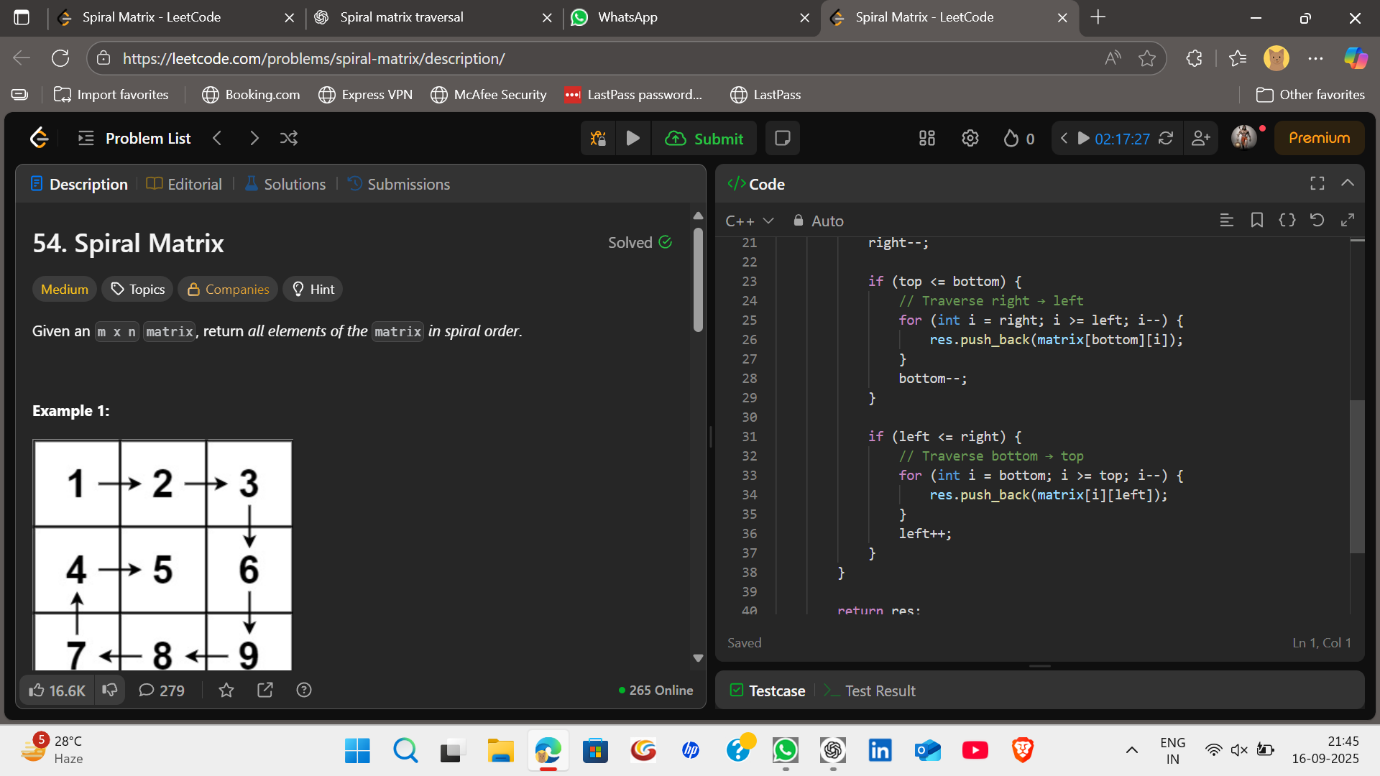 Spiral Matrix - LeetCode
Spiral matrix traversal
WhatsApp
Spiral Matrix - LeetCode
https://leetcode.com/problems/spiral-matrix/description/
Import favorites
Booking.com
Express VPN
McAfee Security
LastPass password...
LastPass
Other favorites
Problem List
Submit
0
02:17:27
Premium
Description
Editorial
Solutions
Submissions
54. Spiral Matrix
Solved
Medium
Topics
Companies
Hint
Given an m x n matrix, return all elements of the matrix in spiral order.
Example 1:
1 → 2 → 3
4 → 5 6
7 ← 8 ← 9
16.6K
279
265 Online
Code
C++
Auto
21 right--;
22
23 if (top <= bottom) {
24 // Traverse right → left
25 for (int i = right; i >= left; i--) {
26 res.push_back(matrix[bottom][i]);
27 }
28 bottom--;
29 }
30
31 if (left <= right) {
32 // Traverse bottom → top
33 for (int i = bottom; i >= top; i--) {
34 res.push_back(matrix[i][left]);
35 }
36 left++;
37 }
38 }
39
40 return res;
Saved
Ln 1, Col 1
Testcase
Test Result
5
28°C
Haze
hp
ENG
IN
21:45
16-09-2025